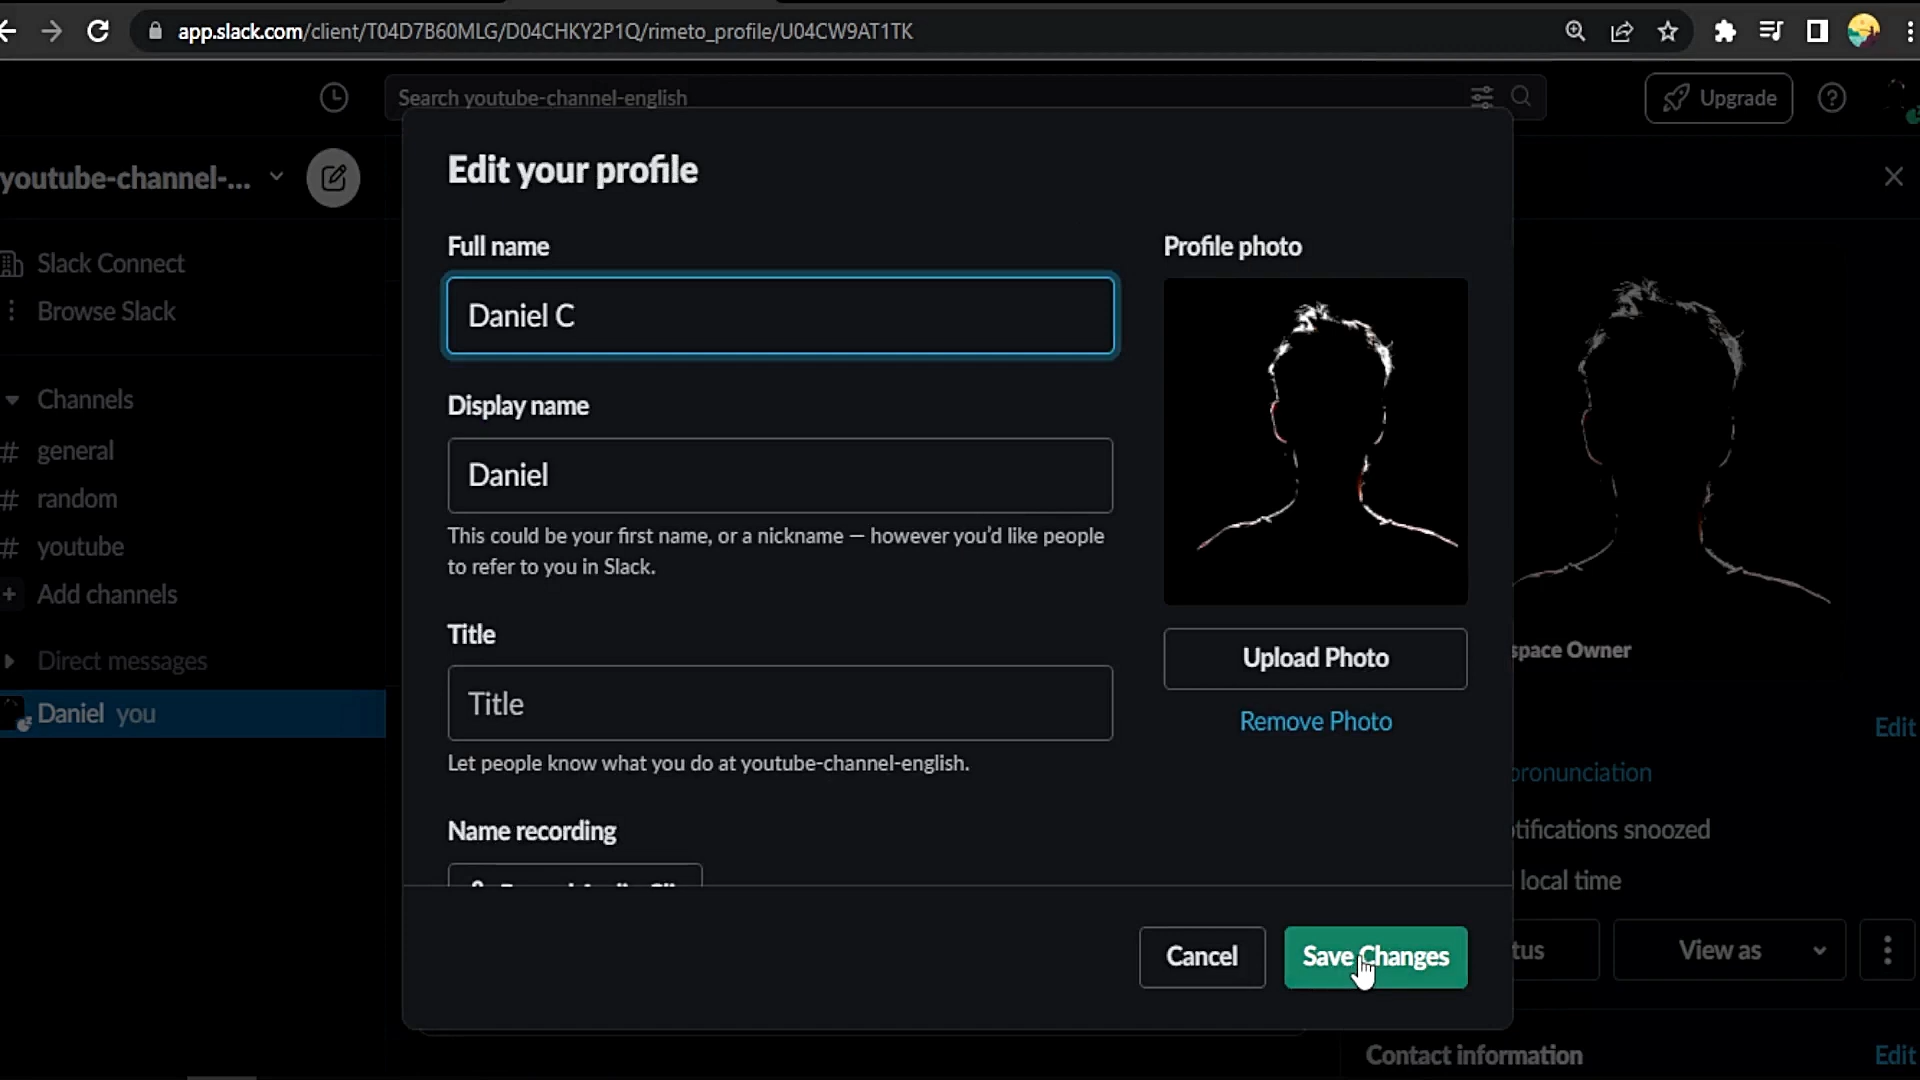 app.slack.com/client/T04D7B60MLG/D04CHKY2P1Q/rimeto_profile/U04CW9AT1TK
Search youtube-channel-english
Upgrade
youtube-channel-...
Slack Connect
Browse Slack
Channels
# general
# random
# youtube
+ Add channels
Direct messages
Daniel you
Edit your profile
Full name
Daniel C
Display name
Daniel
This could be your first name, or a nickname — however you'd like people
to refer to you in Slack.
Title
Title
Let people know what you do at youtube-channel-english.
Name recording
Profile photo
Upload Photo
Remove Photo
Cancel
Save Changes
space Owner
Edit
pronunciation
tifications snoozed
local time
tus
View as
Contact information
Edit